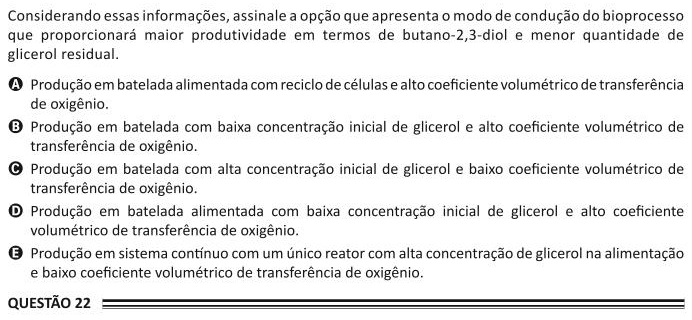 Considerando essas informações, assinale a opção que apresenta o modo de condução do bioprocesso
que proporcionará maior produtividade em termos de butano-2,3-diol e menor quantidade de
glicerol residual.
A Produção em batelada alimentada com reciclo de células e alto coeficiente volumétrico de transferência
de oxigênio.
B Produção em batelada com baixa concentração inicial de glicerol e alto coeficiente volumétrico de
transferência de oxigênio.
C Produção em batelada com alta concentração inicial de glicerol e baixo coeficiente volumétrico de
transferência de oxigênio.
D Produção em batelada alimentada com baixa concentração inicial de glicerol e alto coeficiente
volumétrico de transferência de oxigênio.
E Produção em sistema contínuo com um único reator com alta concentração de glicerol na alimentação
e baixo coeficiente volumétrico de transferência de oxigênio.
QUESTÃO 22